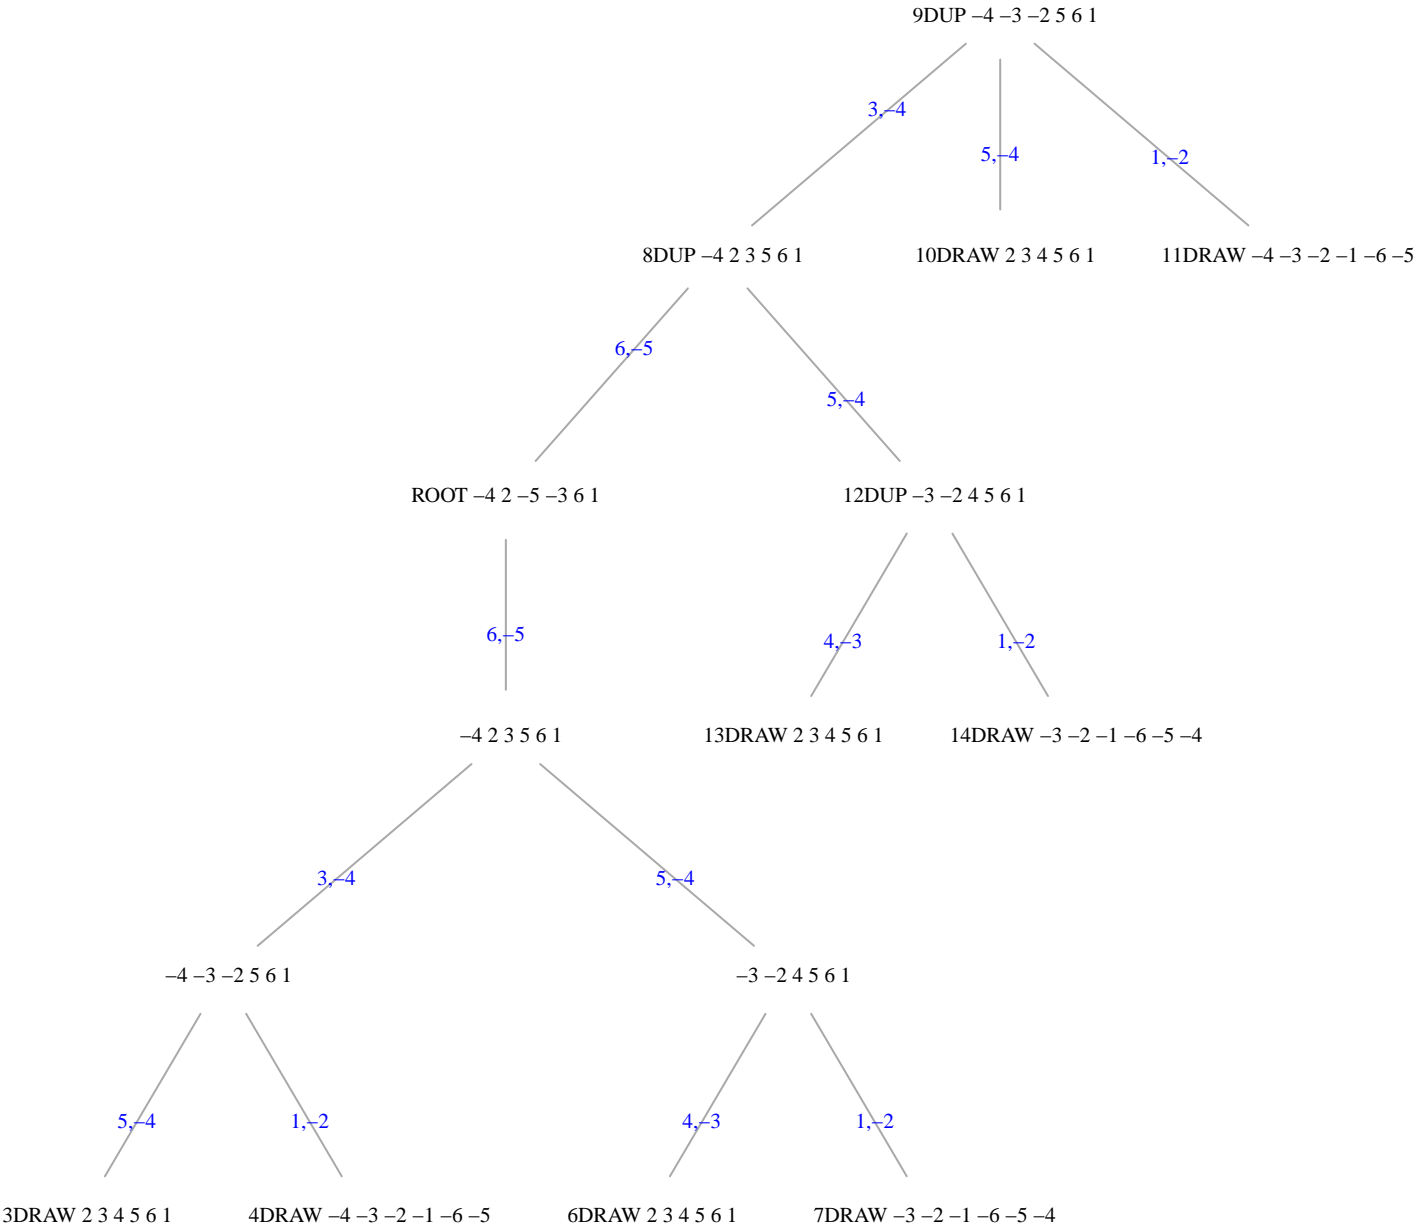 9DUP –4 –3 –2 5 6 1
3,–4
5,–4
1,–2
8DUP –4 2 3 5 6 1
10DRAW 2 3 4 5 6 1
11DRAW –4 –3 –2 –1 –6 –5
6,–5
5,–4
ROOT –4 2 –5 –3 6 1
12DUP –3 –2 4 5 6 1
6,–5
4,–3
1,–2
–4 2 3 5 6 1
13DRAW 2 3 4 5 6 1
14DRAW –3 –2 –1 –6 –5 –4
3,–4
5,–4
–4 –3 –2 5 6 1
–3 –2 4 5 6 1
5,–4
1,–2
4,–3
1,–2
3DRAW 2 3 4 5 6 1
4DRAW –4 –3 –2 –1 –6 –5
6DRAW 2 3 4 5 6 1
7DRAW –3 –2 –1 –6 –5 –4